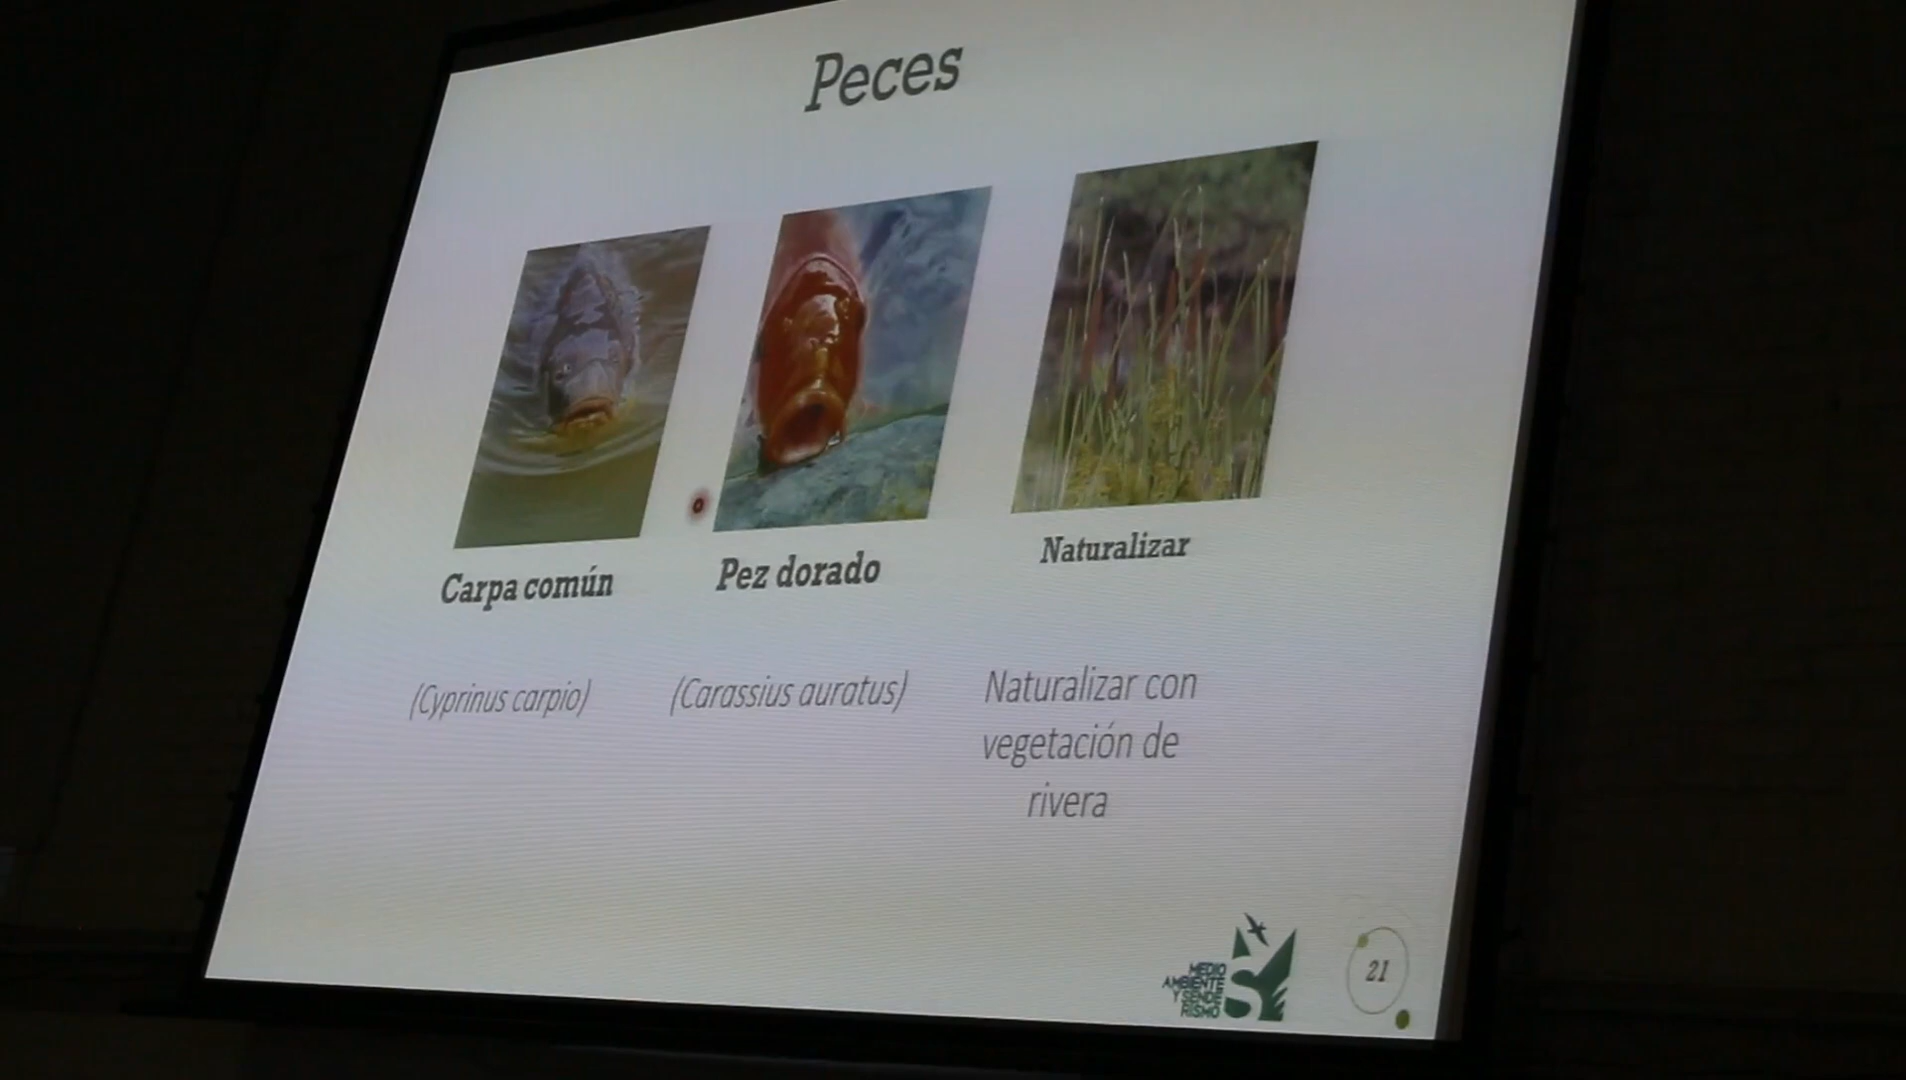 Peces
Carpa común
Pez dorado
Naturalizar
(Cyprinus carpio)
(Carassius auratus)
Naturalizar con
vegetación de
rivera
MEDIO
AMBIENTE
Y SENDE
RISMO
S
21